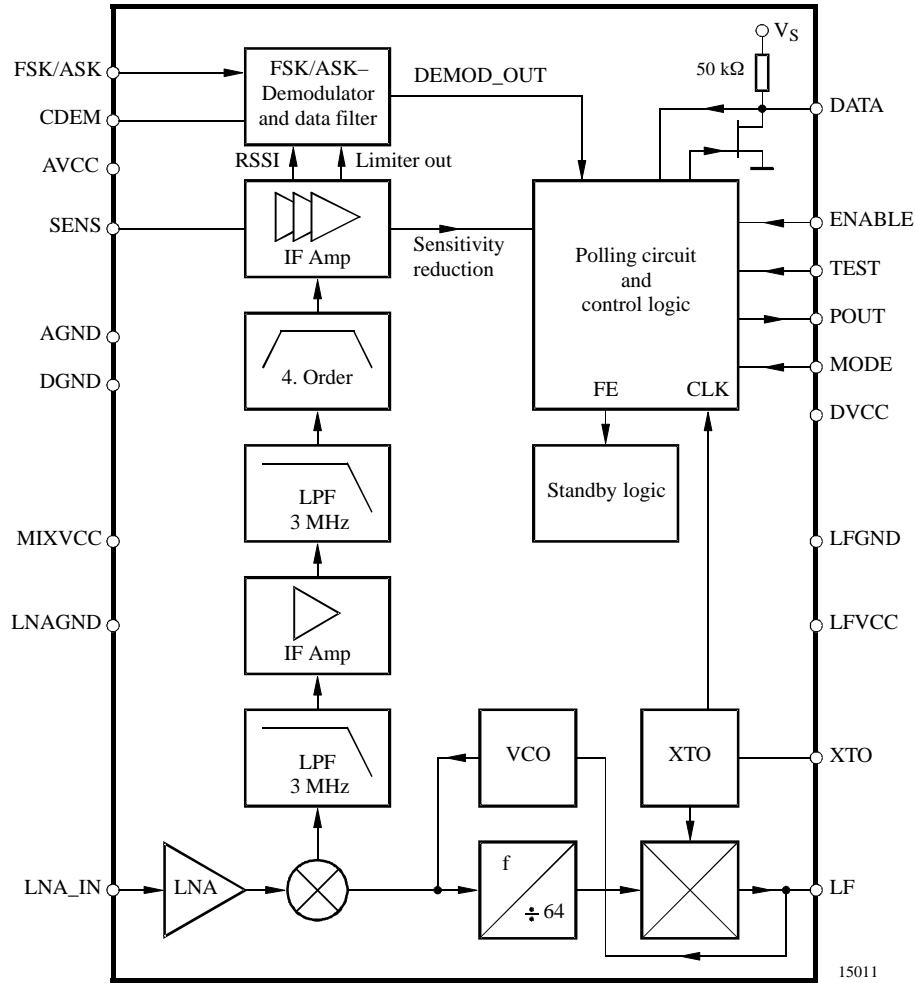 V_S
FSK/ASK
FSK/ASK–
Demodulator
and data filter
DEMOD_OUT
50 kΩ
DATA
CDEM
RSSI
Limiter out
AVCC
SENS
IF Amp
Sensitivity
reduction
Polling circuit
and
control logic
ENABLE
TEST
POUT
MODE
AGND
DGND
4. Order
FE
CLK
DVCC
LPF
3 MHz
Standby logic
MIXVCC
LFGND
LNAGND
IF Amp
LFVCC
LPF
3 MHz
VCO
XTO
XTO
LNA_IN
LNA
f
÷ 64
LF
15011